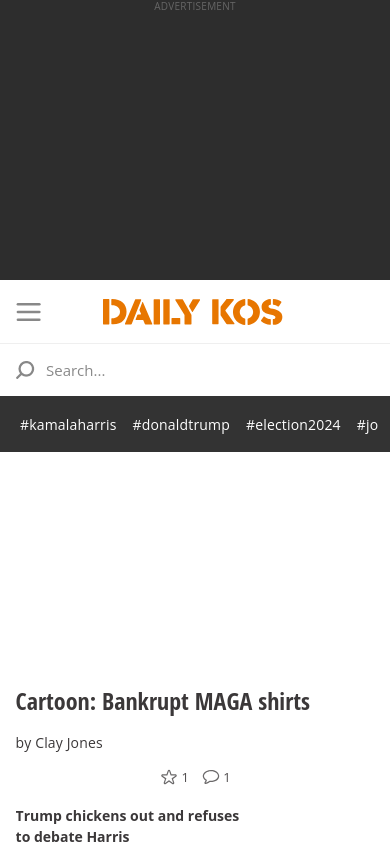 ADVERTISEMENT
DAILY KOS
Search...
#kamalaharris #donaldtrump #election2024 #jo
Cartoon: Bankrupt MAGA shirts
by Clay Jones
1 1
Trump chickens out and refuses
to debate Harris